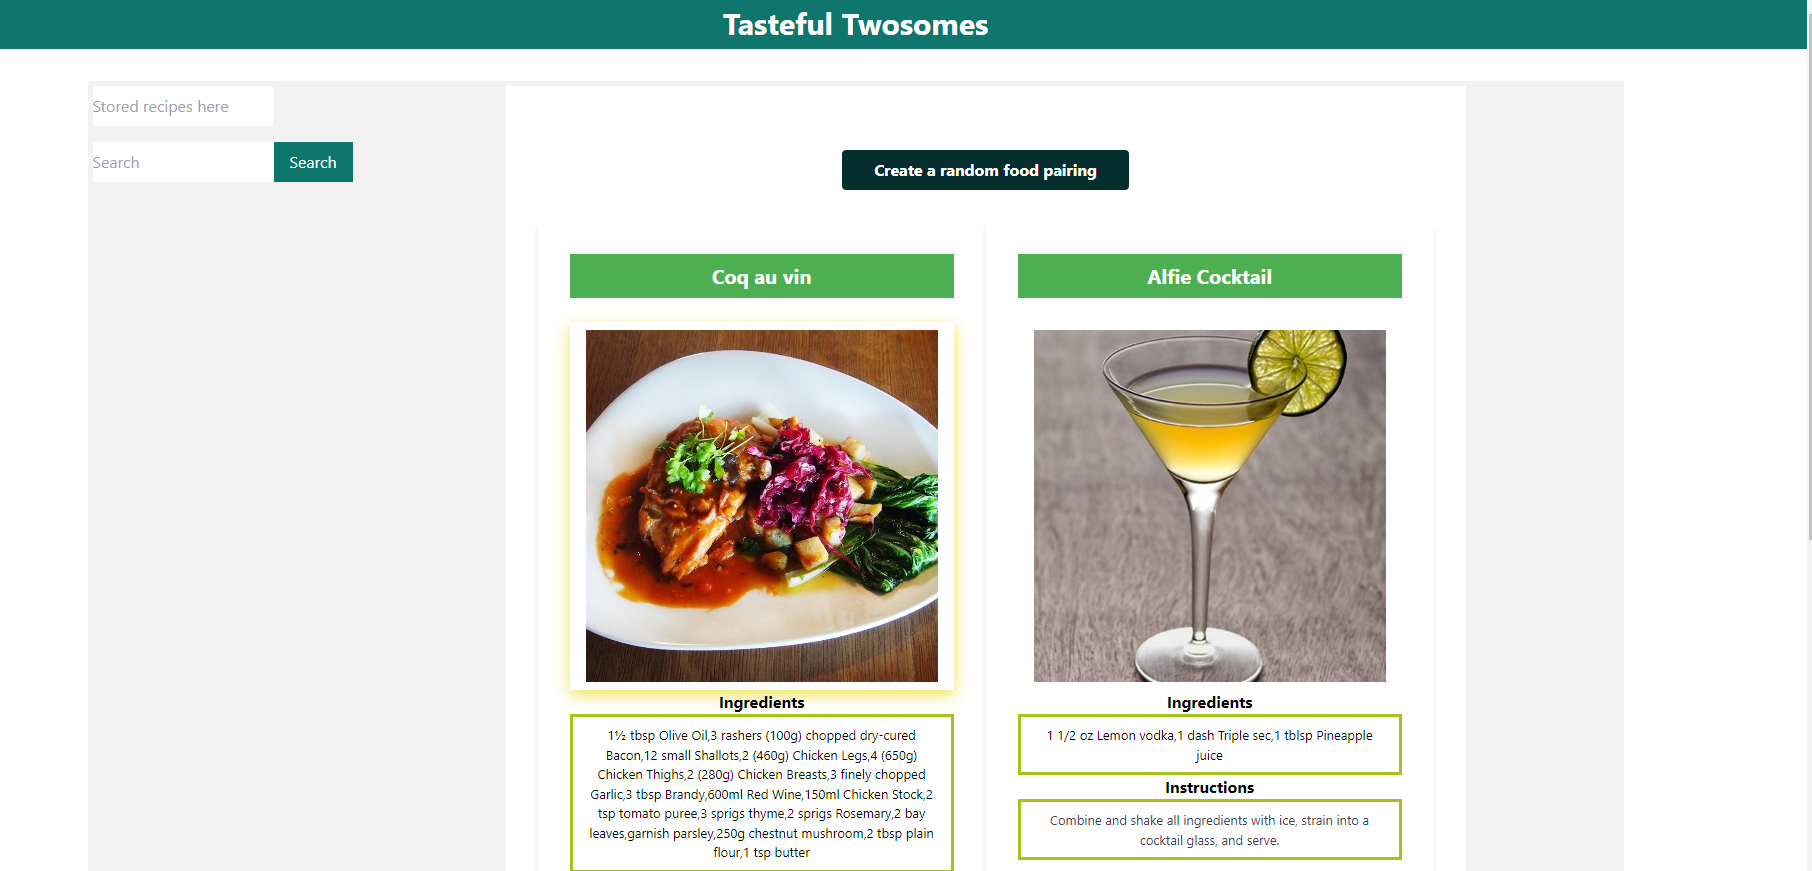 Tasteful Twosomes
Stored recipes here
Search
Search
Create a random food pairing
Coq au vin
Ingredients
1½ tbsp Olive Oil,3 rashers (100g) chopped dry-cured
Bacon,12 small Shallots,2 (460g) Chicken Legs,4 (650g)
Chicken Thighs,2 (280g) Chicken Breasts,3 finely chopped
Garlic,3 tbsp Brandy,600ml Red Wine,150ml Chicken Stock,2
tsp tomato puree,3 sprigs thyme,2 sprigs Rosemary,2 bay
leaves,garnish parsley,250g chestnut mushroom,2 tbsp plain
flour,1 tsp butter
Alfie Cocktail
Ingredients
1 1/2 oz Lemon vodka,1 dash Triple sec,1 tblsp Pineapple
juice
Instructions
Combine and shake all ingredients with ice, strain into a
cocktail glass, and serve.